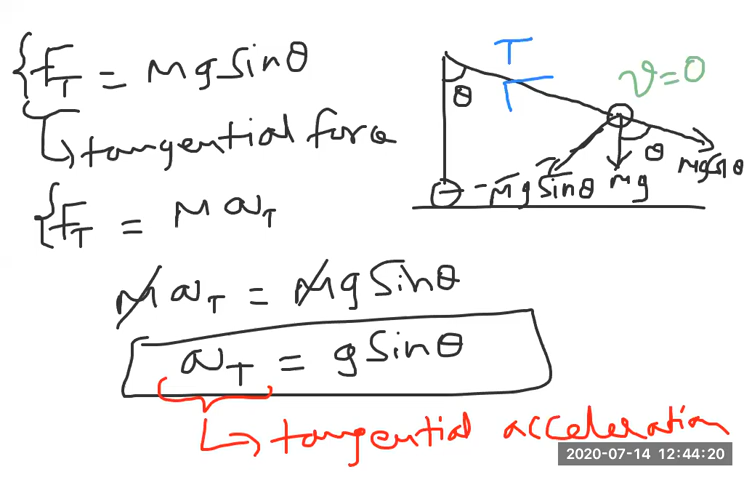 F_T = Mg Sinθ
tangential force
F_T = M a_T
M a_T = Mg Sinθ
a_T = g Sinθ
tangential acceleration
T
θ
v=0
θ
Mg Sinθ
Mg
2020-07-14 12:44:20